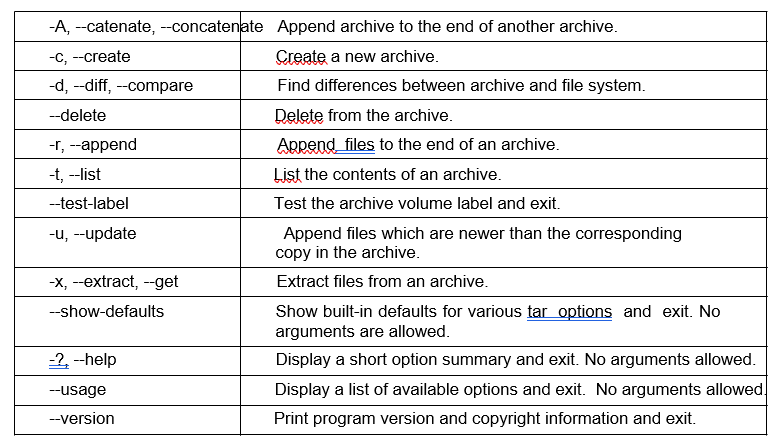 -A, --catenate, --concatenate Append archive to the end of another archive.
-c, --create Create a new archive.
-d, --diff, --compare Find differences between archive and file system.
--delete Delete from the archive.
-r, --append Append files to the end of an archive.
-t, --list List the contents of an archive.
--test-label Test the archive volume label and exit.
-u, --update Append files which are newer than the corresponding
copy in the archive.
-x, --extract, --get Extract files from an archive.
--show-defaults Show built-in defaults for various tar options and exit. No
arguments are allowed.
-?, --help Display a short option summary and exit. No arguments allowed.
--usage Display a list of available options and exit. No arguments allowed.
--version Print program version and copyright information and exit.